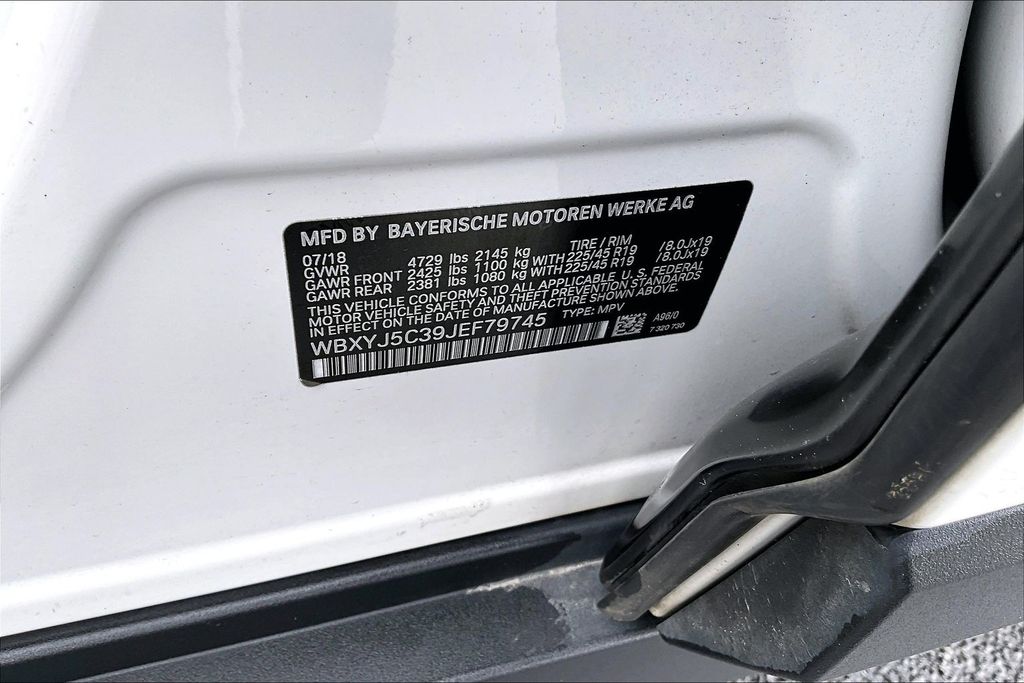 MFD BY BAYERISCHE MOTOREN WERKE AG
07/18 TIRE / RIM
GVWR 4729 lbs 2145 kg
GAWR FRONT 2425 lbs 1100 kg WITH 225/45 R19 /8.0Jx19
GAWR REAR 2381 lbs 1080 kg WITH 225/45 R19 /8.0Jx19
THIS VEHICLE CONFORMS TO ALL APPLICABLE U. S. FEDERAL
MOTOR VEHICLE SAFETY AND THEFT PREVENTION STANDARDS
IN EFFECT ON THE DATE OF MANUFACTURE SHOWN ABOVE.
WBXYJ5C39JEF79745 TYPE: MPV A96/0
7 320 730